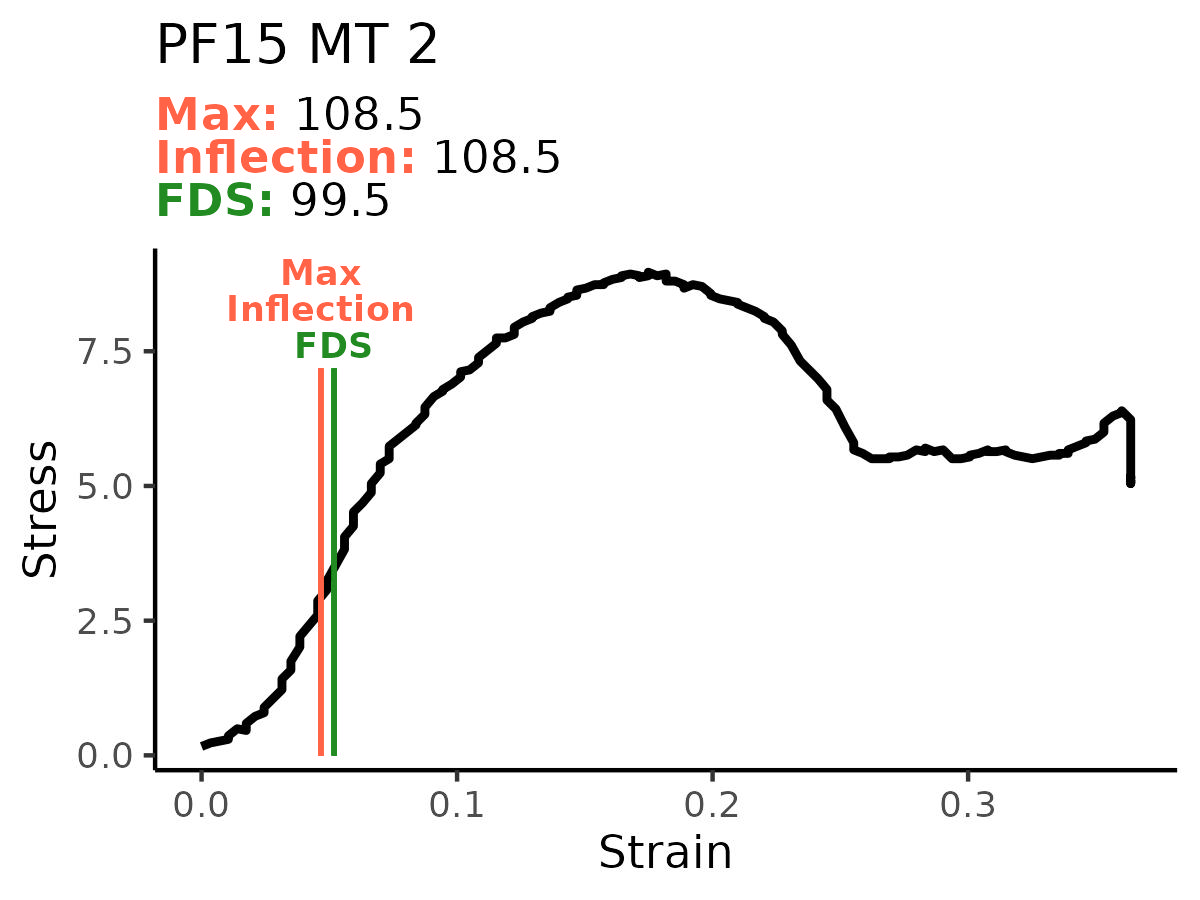 PF15 MT 2
Max: 108.5
Inflection: 108.5
FDS: 99.5
Max
Inflection
FDS
7.5
5.0
2.5
0.0
Stress
0.0 0.1 0.2 0.3
Strain